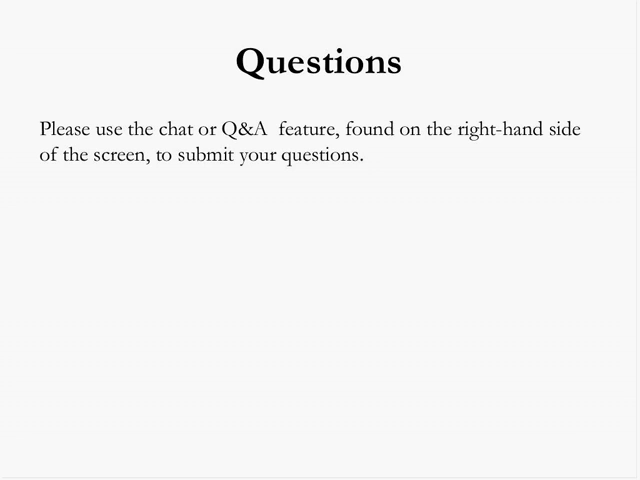 Questions
Please use the chat or Q&A  feature, found on the right-hand side
of the screen, to submit your questions.